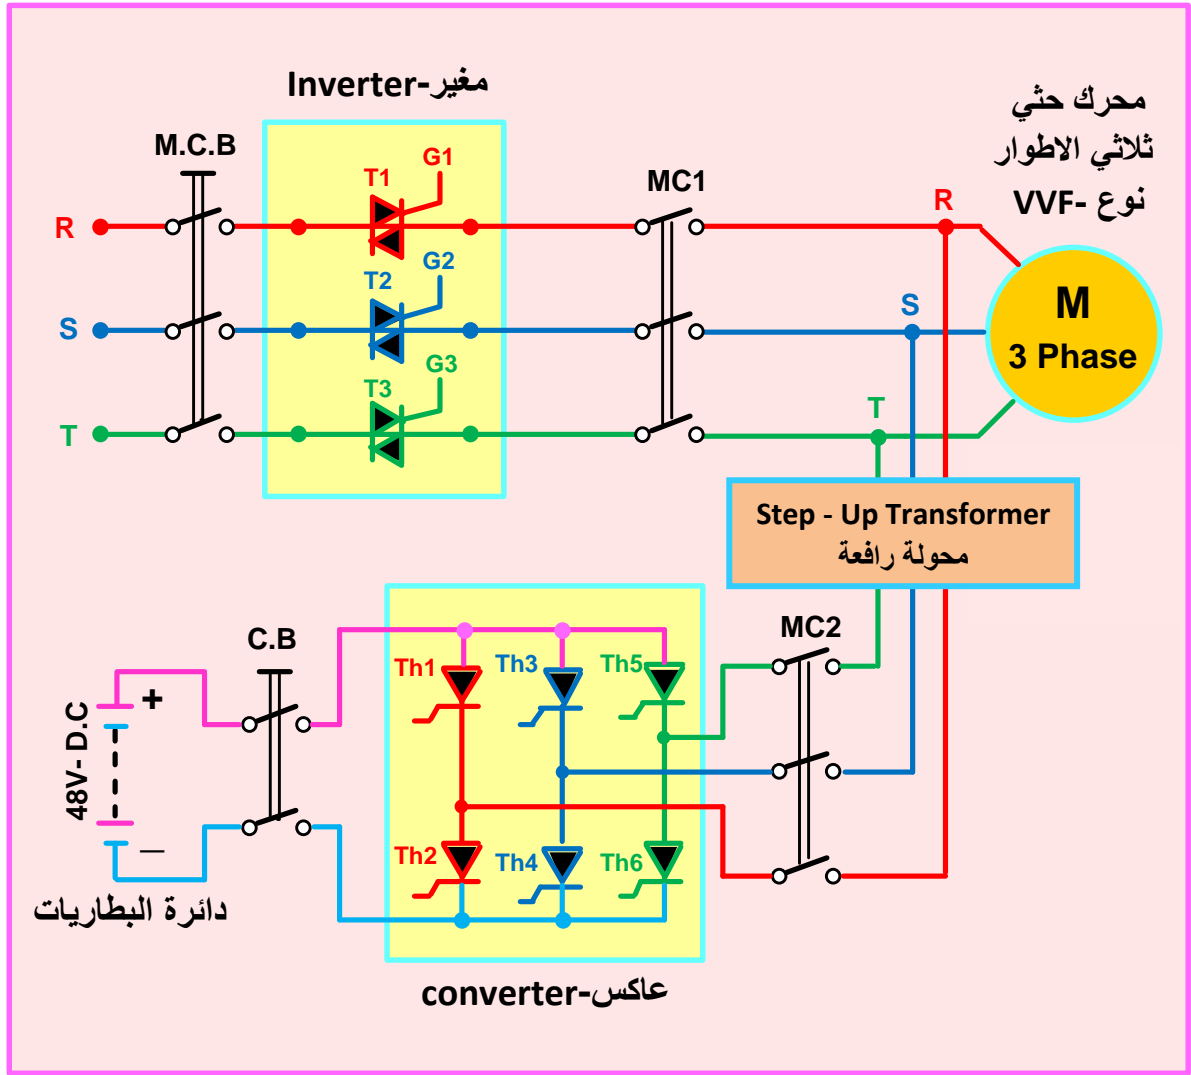 Inverter-مغير
محرك حثي
ثلاثي الاطوار
نوع -VVF
M.C.B
G1
T1
MC1
R
R
G2
T2
S
S
M
3 Phase
G3
T3
T
T
Step - Up Transformer
محولة رافعة
C.B
MC2
Th1
Th3
Th5
+
48V- D.C
_
Th2
Th4
Th6
دائرة البطاريات
converter-عاكس